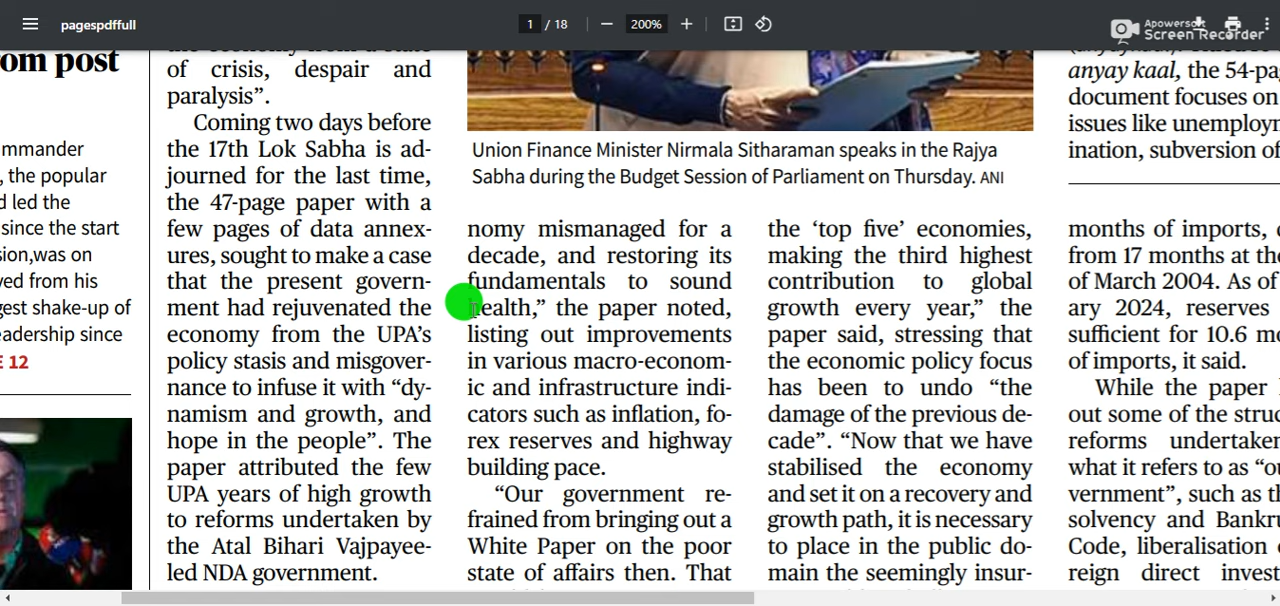 pagespdffull
1 / 18
200%
Apowersoft
Screen Recorder
om post
mmander
, the popular
d led the
since the start
sion,was on
ved from his
gest shake-up of
eadership since
E 12
of crisis, despair and
paralysis”.
Coming two days before
the 17th Lok Sabha is ad-
journed for the last time,
the 47-page paper with a
few pages of data annex-
ures, sought to make a case
that the present govern-
ment had rejuvenated the
economy from the UPA’s
policy stasis and misgover-
nance to infuse it with “dy-
namism and growth, and
hope in the people”. The
paper attributed the few
UPA years of high growth
to reforms undertaken by
the Atal Bihari Vajpayee-
led NDA government.
Union Finance Minister Nirmala Sitharaman speaks in the Rajya
Sabha during the Budget Session of Parliament on Thursday. ANI
nomy mismanaged for a
decade, and restoring its
fundamentals to sound
health,” the paper noted,
listing out improvements
in various macro-econom-
ic and infrastructure indi-
cators such as inflation, fo-
rex reserves and highway
building pace.
“Our government re-
frained from bringing out a
White Paper on the poor
state of affairs then. That
the ‘top five’ economies,
making the third highest
contribution to global
growth every year,” the
paper said, stressing that
the economic policy focus
has been to undo “the
damage of the previous de-
cade”. “Now that we have
stabilised the economy
and set it on a recovery and
growth path, it is necessary
to place in the public do-
main the seemingly insur-
anyay kaal, the 54-pa
document focuses on
issues like unemploy
ination, subversion of
months of imports,
from 17 months at the
of March 2004. As of
ary 2024, reserves
sufficient for 10.6 mo
of imports, it said.
While the paper
out some of the struc
reforms undertaken
what it refers to as “ou
vernment”, such as th
solvency and Bankru
Code, liberalisation
reign direct invest